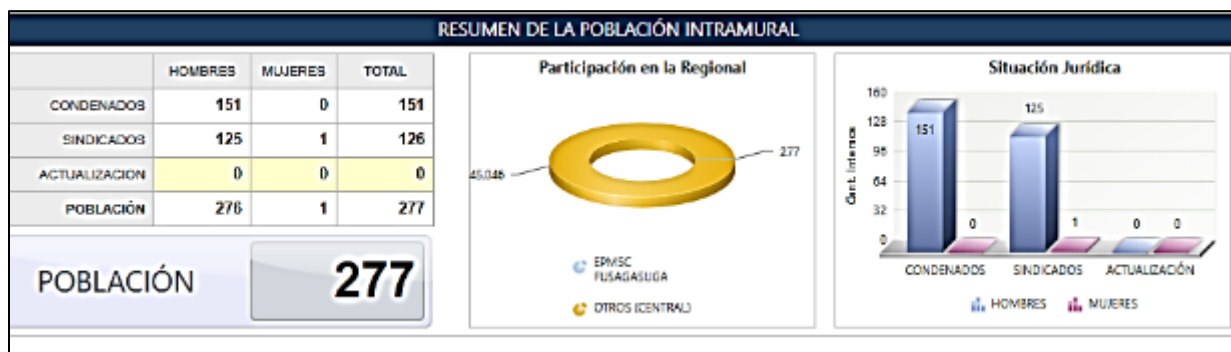 RESUMEN DE LA POBLACIÓN INTRAMURAL
HOMBRES MUJERES TOTAL
CONDENADOS 151 0 151
SINDICADOS 125 1 126
ACTUALIZACION 0 0 0
POBLACIÓN 276 1 277
POBLACIÓN 277
Participación en la Regional
277
45.046
EPMSC
FUSAGASUGA
OTROS (CENTRAL)
Situación Jurídica
Cant. Internos
160
128
96
64
32
0
151
0
125
1
0
0
CONDENADOS SINDICADOS ACTUALIZACIÓN
HOMBRES MUJERES